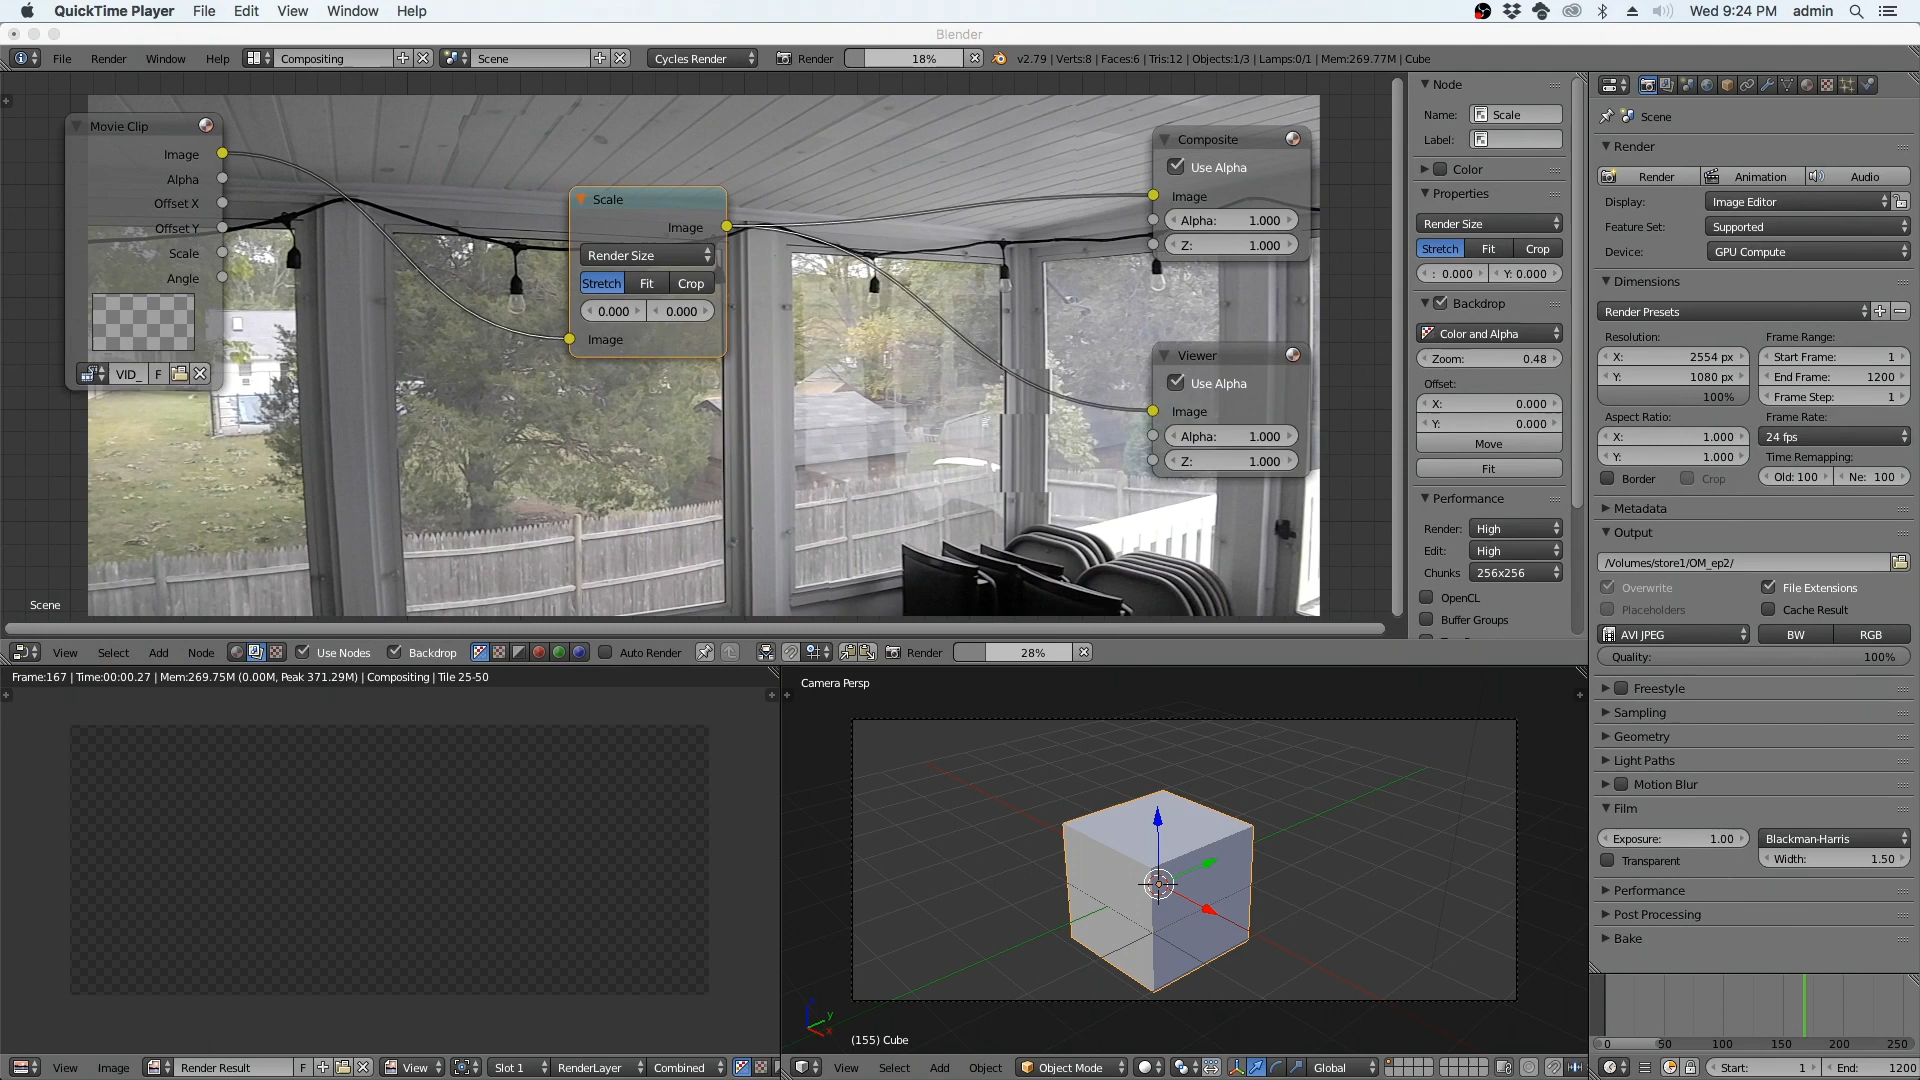 QuickTime Player File Edit View Window Help Wed 9:24 PM admin
Blender
File Render Window Help Compositing Scene Cycles Render Render 18% v2.79 | Verts:8 | Faces:6 | Tris:12 | Objects:1/3 | Lamps:0/1 | Mem:269.77M | Cube
Movie Clip
Image
Alpha
Offset X
Offset Y
Scale
Angle
VID_ F
Scale
Image
Render Size
Stretch Fit Crop
0.000 0.000
Image
Composite
Use Alpha
Image
Alpha: 1.000
Z: 1.000
Viewer
Use Alpha
Image
Alpha: 1.000
Z: 1.000
Scene
Node
Name: Scale
Label:
Color
Properties
Render Size
Stretch Fit Crop
: 0.000 Y: 0.000
Backdrop
Color and Alpha
Zoom: 0.48
Offset:
X: 0.000
Y: 0.000
Move
Fit
Performance
Render: High
Edit: High
Chunks 256x256
OpenCL
Buffer Groups
View Select Add Node Use Nodes Backdrop Auto Render Render 28%
Scene
Render
Render Animation Audio
Display: Image Editor
Feature Set: Supported
Device: GPU Compute
Dimensions
Render Presets
Resolution: Frame Range:
X: 2554 px Start Frame: 1
Y: 1080 px End Frame: 1200
100% Frame Step: 1
Aspect Ratio: Frame Rate:
X: 1.000 24 fps
Y: 1.000 Time Remapping:
Border Crop Old: 100 Ne: 100
Metadata
Output
/Volumes/store1/OM_ep2/
Overwrite File Extensions
Placeholders Cache Result
AVI JPEG BW RGB
Quality: 100%
Freestyle
Sampling
Geometry
Light Paths
Motion Blur
Film
Exposure: 1.00 Blackman-Harris
Transparent Width: 1.50
Performance
Post Processing
Bake
Frame:167 | Time:00:00.27 | Mem:269.75M (0.00M, Peak 371.29M) | Compositing | Tile 25-50
Camera Persp
z
y
x
(155) Cube
0 50 100 150 200 250
View Image Render Result F View Slot 1 RenderLayer Combined
View Select Add Object Object Mode Global
Start: 1 End: 1200